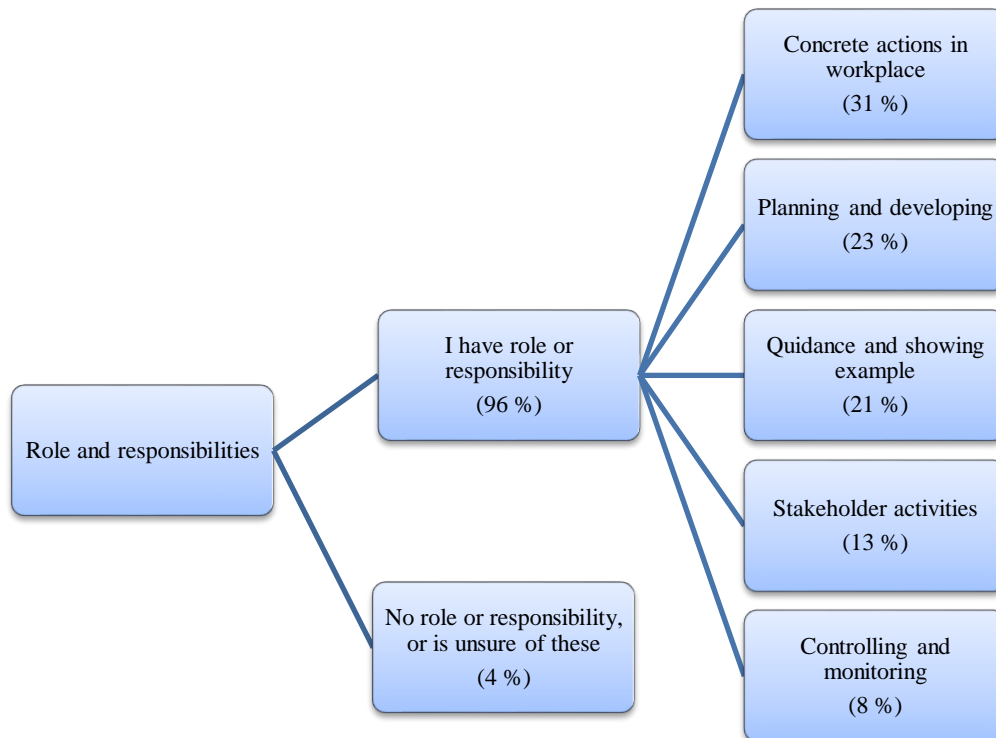 Role and responsibilities
I have role or
responsibility
(96 %)
No role or responsibility,
or is unsure of these
(4 %)
Concrete actions in
workplace
(31 %)
Planning and developing
(23 %)
Quidance and showing
example
(21 %)
Stakeholder activities
(13 %)
Controlling and
monitoring
(8 %)